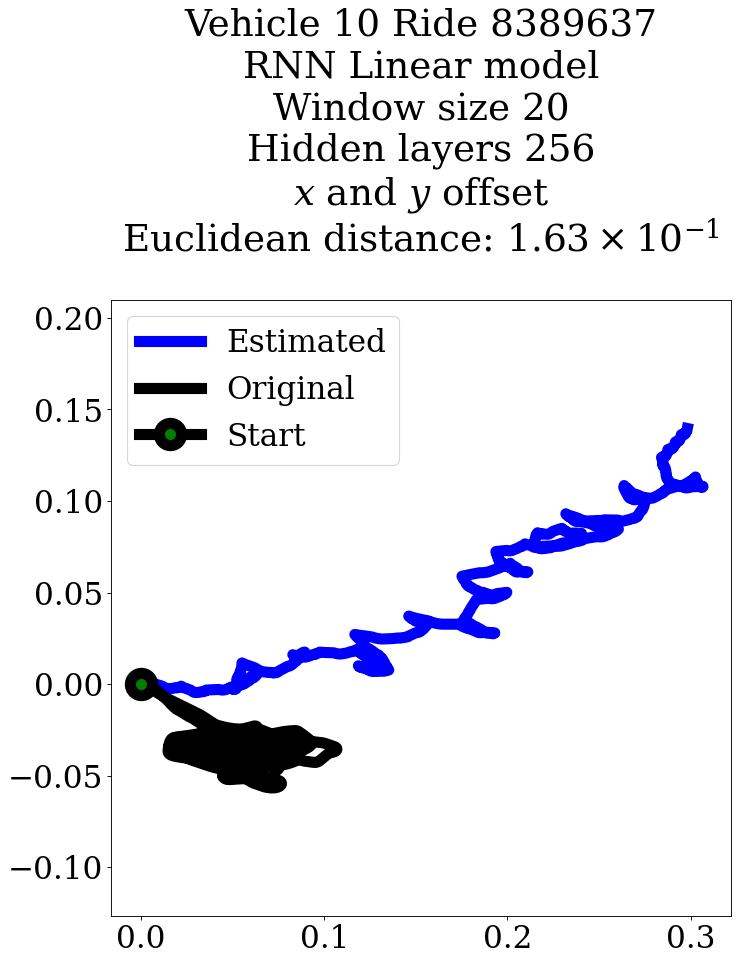 Vehicle 10 Ride 8389637
RNN Linear model
Window size 20
Hidden layers 256
x and y offset
Euclidean distance: 1.63 × 10⁻¹
Estimated
Original
Start
0.20
0.15
0.10
0.05
0.00
−0.05
−0.10
0.0 0.1 0.2 0.3